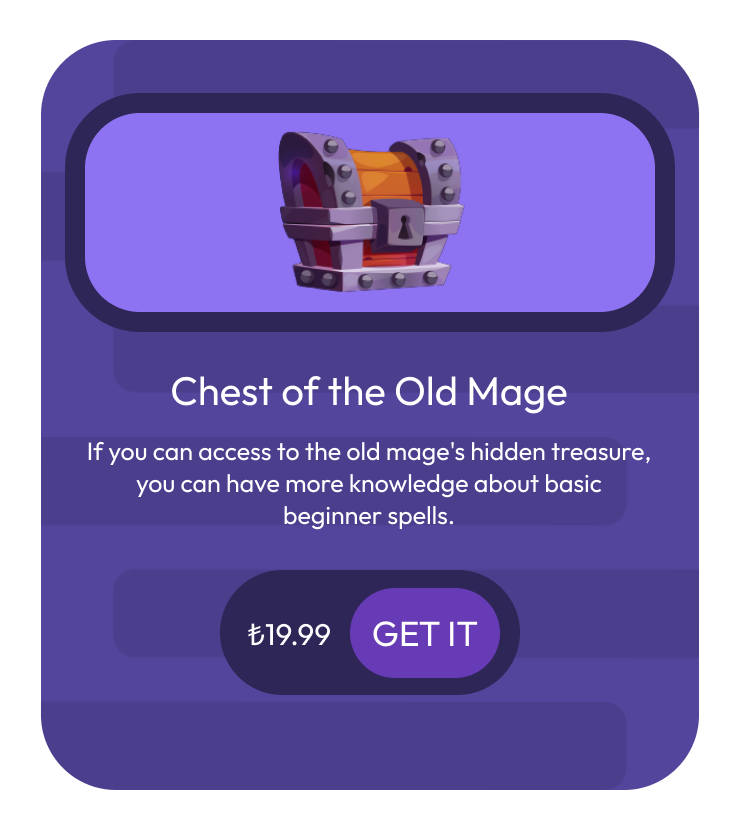 Chest of the Old Mage
If you can access to the old mage's hidden treasure,
you can have more knowledge about basic
beginner spells.
₺19.99 GET IT